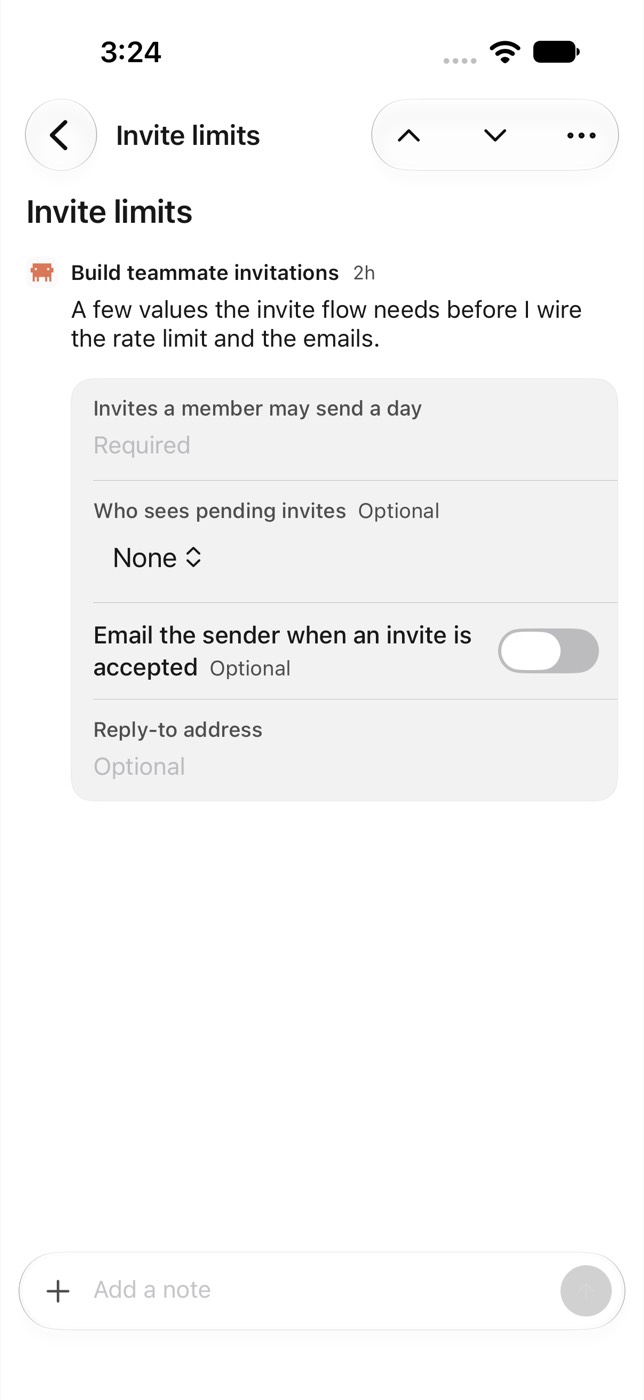 3:24
Invite limits
Invite limits
Build teammate invitations 2h
A few values the invite flow needs before I wire
the rate limit and the emails.
Invites a member may send a day
Required
Who sees pending invites Optional
None
Email the sender when an invite is
accepted Optional
Reply-to address
Optional
Add a note